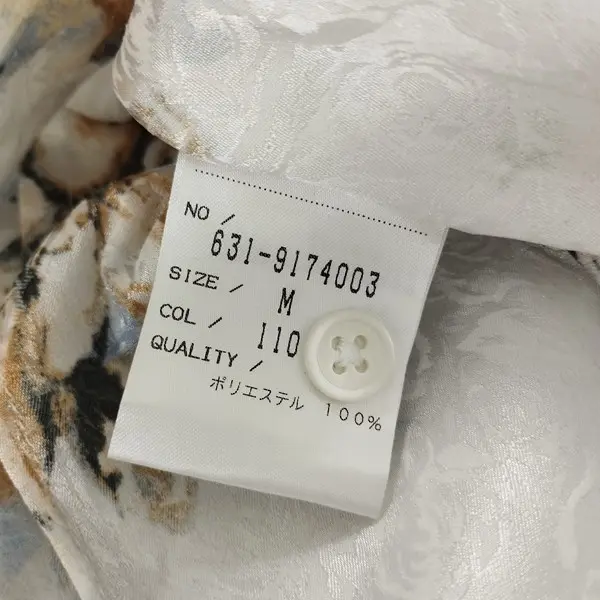 NO /
631-9174003
SIZE /
M
COL /
110
QUALITY /
ポリエステル 100%